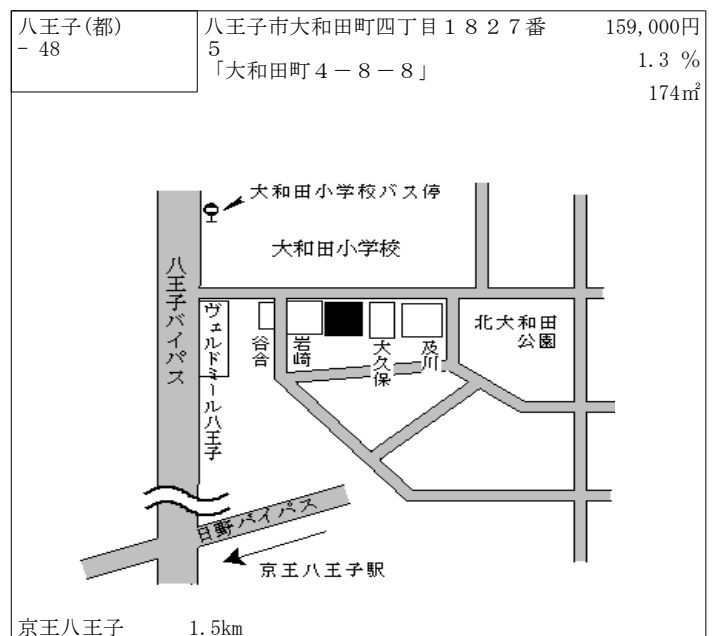 八王子(都)
- 48
八王子市大和田町四丁目１８２７番
5
「大和田町４－８－８」
159,000円
1.3 %
174㎡
大和田小学校バス停
大和田小学校
八王子バイパス
ヴェルドミール八王子
谷合
岩崎
大久保
及川
北大和田
公園
日野バイパス
京王八王子駅
京王八王子 1.5km